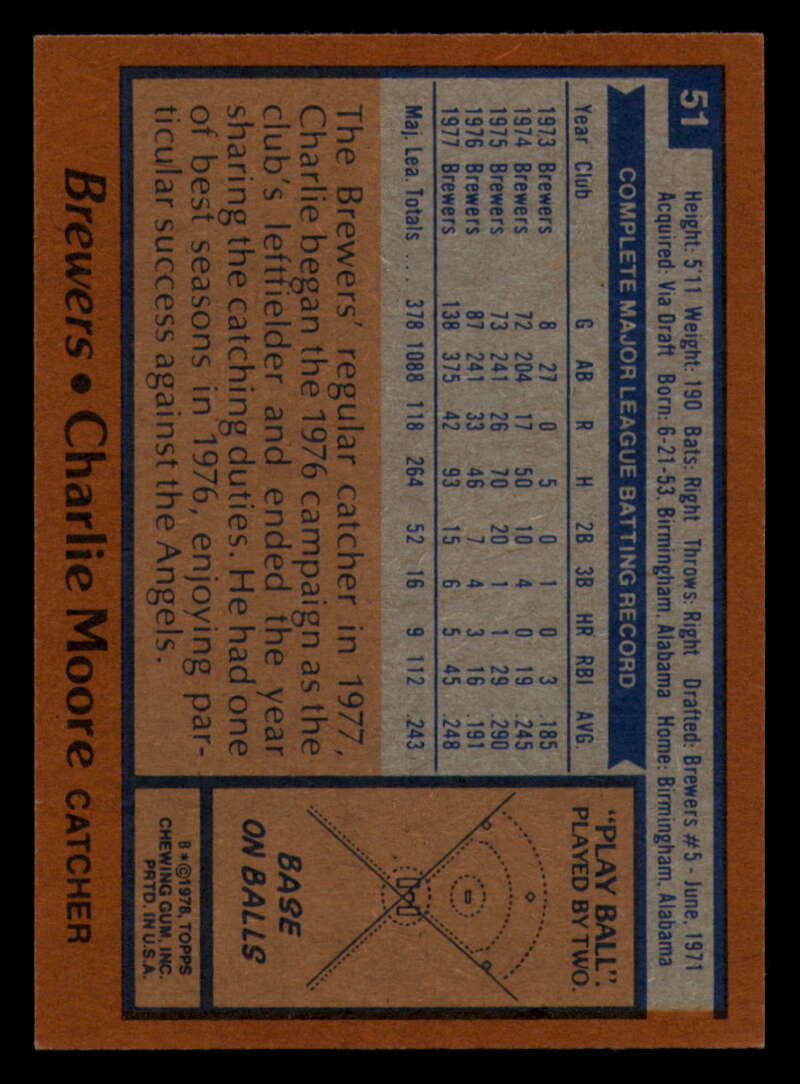 51
Height: 5'11 Weight: 190 Bats: Right Throws: Right Drafted: Brewers #5 - June, 1971
Acquired: Via Draft Born: 6-21-53, Birmingham, Alabama Home: Birmingham, Alabama
COMPLETE MAJOR LEAGUE BATTING RECORD
Year Club G AB R H 2B 3B HR RBI AVG
1973 Brewers 8 27 0 5 0 1 0 3 .185
1974 Brewers 72 204 17 50 10 4 0 19 .245
1975 Brewers 73 241 26 70 20 1 1 29 .290
1976 Brewers 87 241 33 46 7 4 3 16 .191
1977 Brewers 138 375 42 93 15 6 5 45 .248
Maj. Lea. Totals .... 378 1088 118 264 52 16 9 112 .243
The Brewers' regular catcher in 1977,
Charlie began the 1976 campaign as the
club's leftfielder and ended the year
sharing the catching duties. He had one
of best seasons in 1976, enjoying par-
ticular success against the Angels.
"PLAY BALL":
PLAYED BY TWO.
BASE
ON BALLS
B*©1978, TOPPS
CHEWING GUM, INC.
PRTD. IN U.S.A.
Brewers • Charlie Moore CATCHER